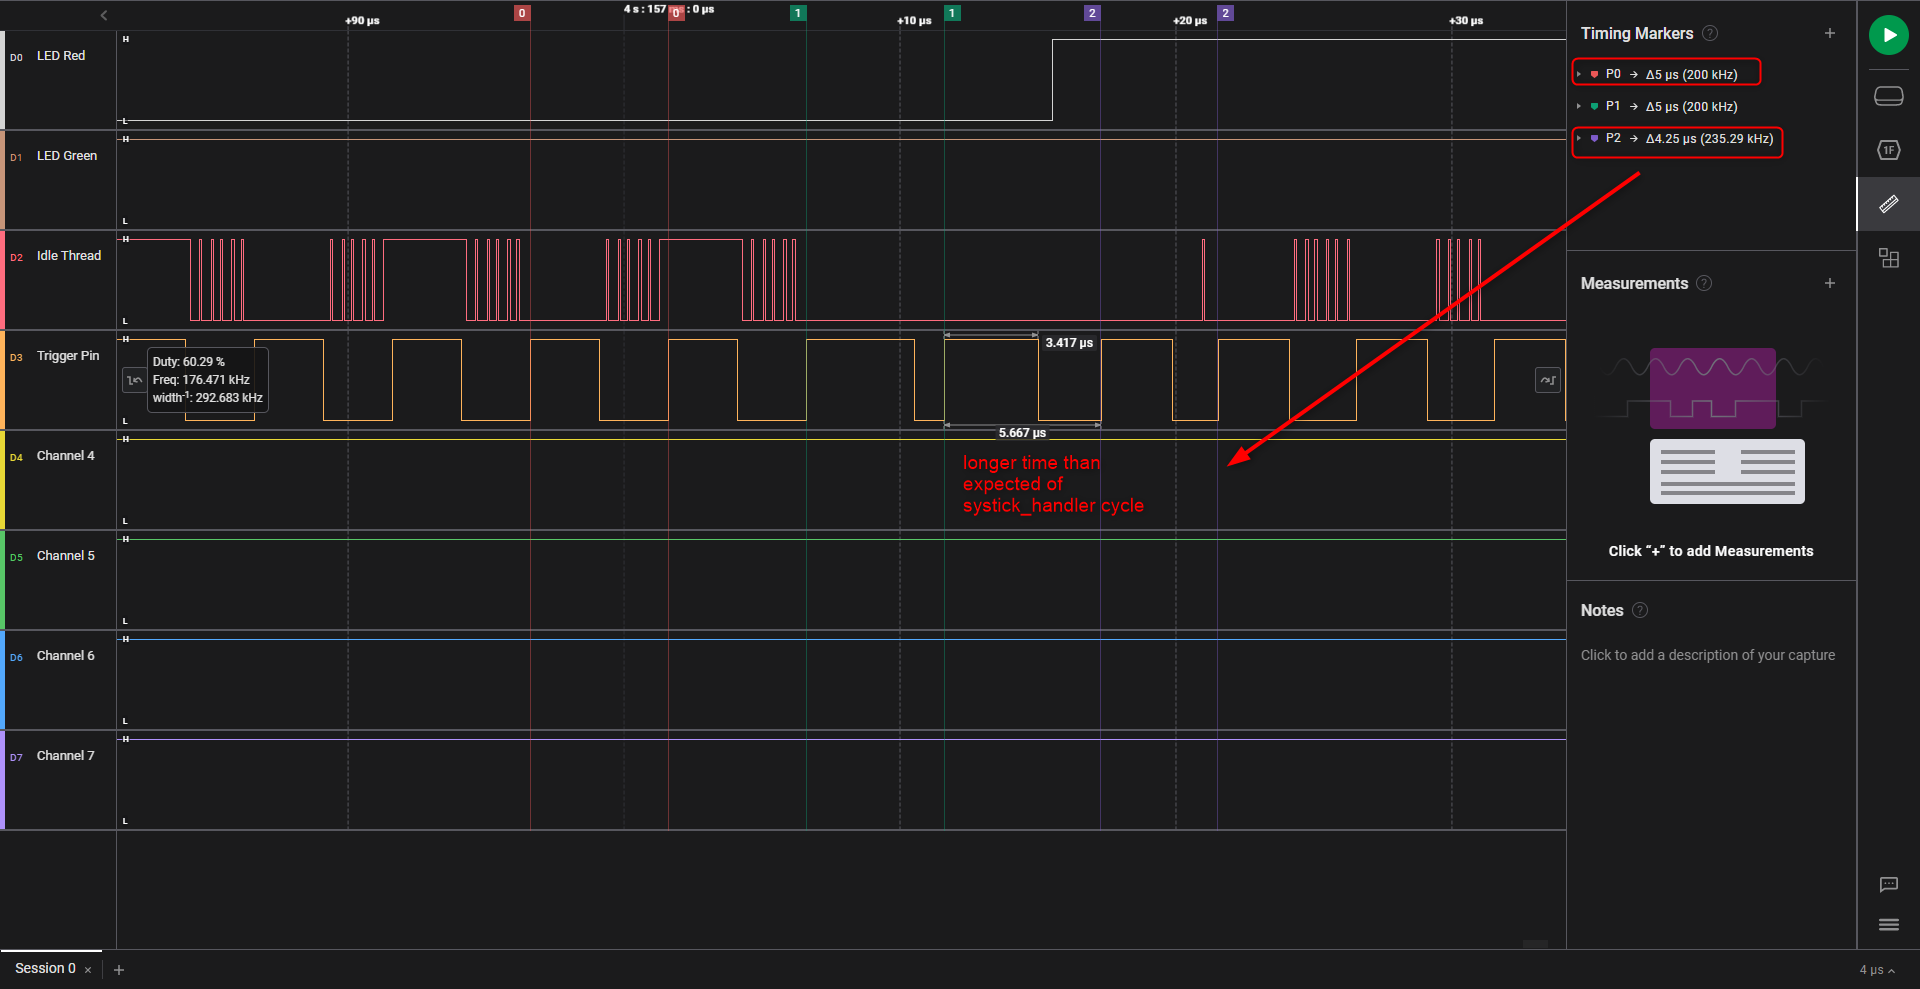 0
4 s : 157 : 0 µs
0
1
1
2
2
+90 µs
+10 µs
+20 µs
+30 µs
D0 LED Red
H
L
D1 LED Green
H
L
D2 Idle Thread
H
L
D3 Trigger Pin
H
L
Duty: 60.29 %
Freq: 176.471 kHz
width-1: 292.683 kHz
3.417 µs
5.667 µs
D4 Channel 4
H
L
longer time than
expected of
systick_handler cycle
D5 Channel 5
H
L
D6 Channel 6
H
L
D7 Channel 7
H
L
Timing Markers ?
P0 → Δ5 µs (200 kHz)
P1 → Δ5 µs (200 kHz)
P2 → Δ4.25 µs (235.29 kHz)
Measurements ?
Click “+” to add Measurements
Notes ?
Click to add a description of your capture
1F
Session 0
4 µs